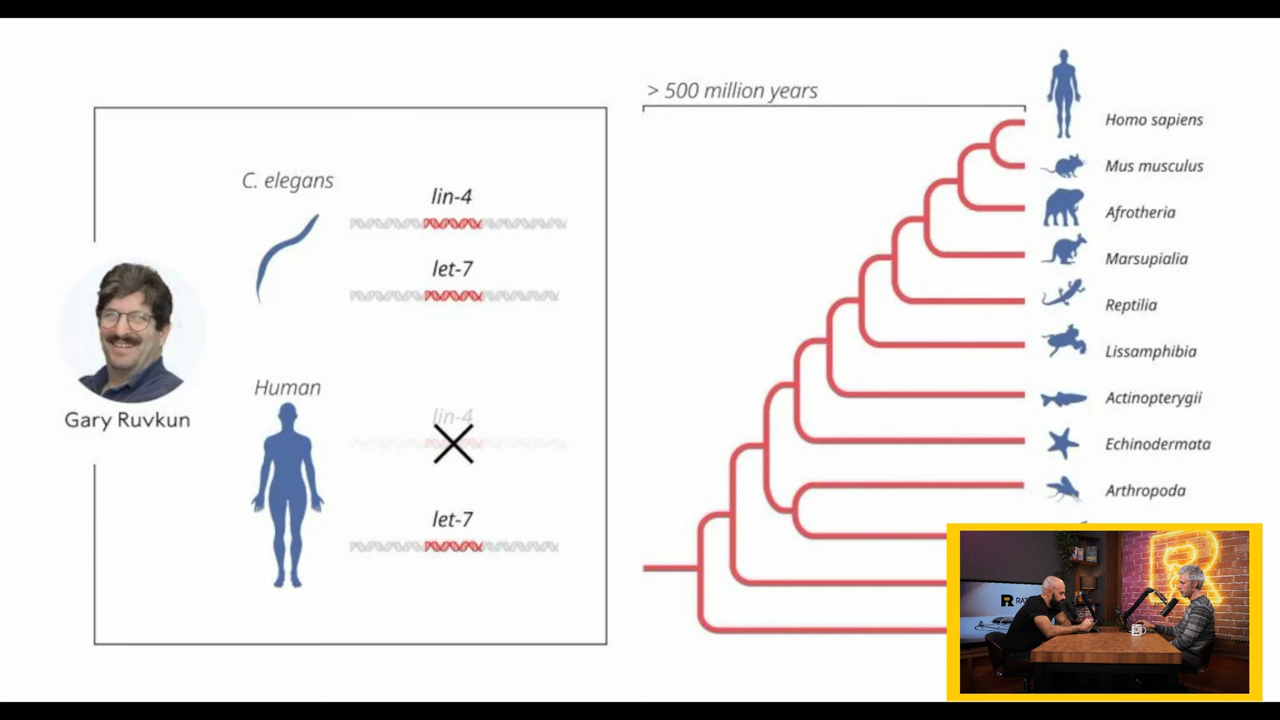 > 500 million years
C. elegans
lin-4
let-7
Gary Ruvkun
Human
lin-4
let-7
Homo sapiens
Mus musculus
Afrotheria
Marsupialia
Reptilia
Lissamphibia
Actinopterygii
Echinodermata
Arthropoda
R